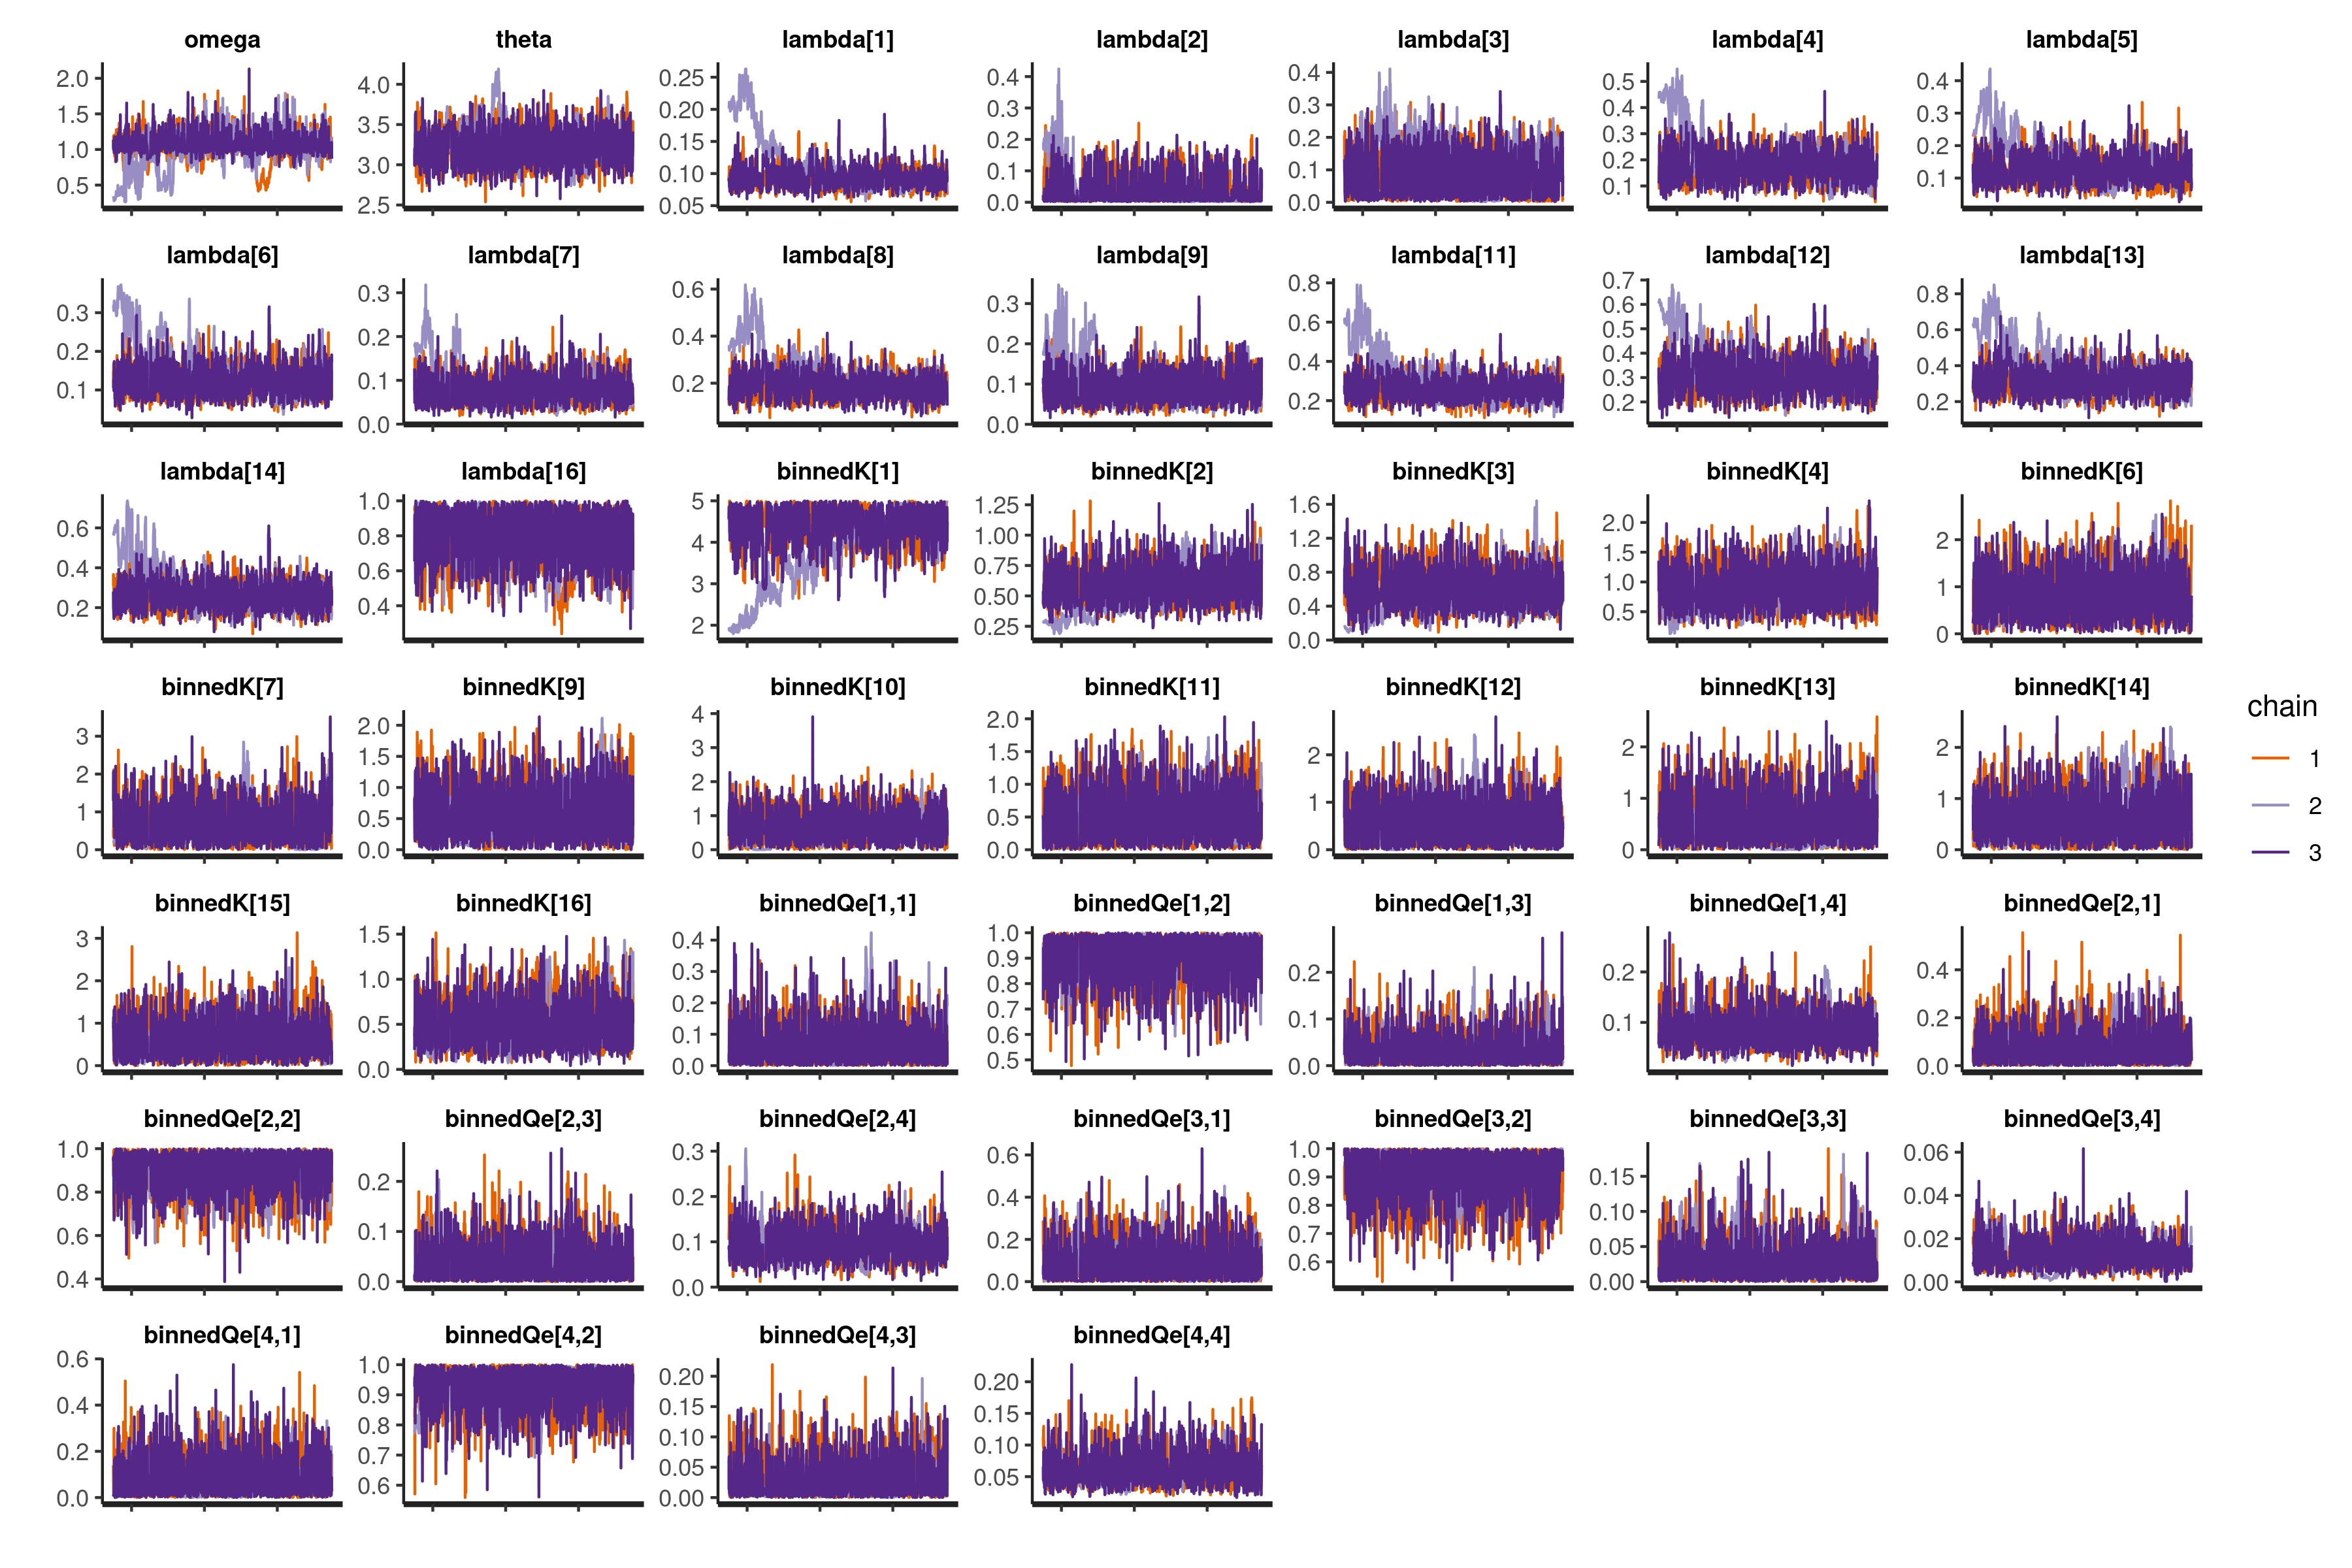 omega theta lambda[1] lambda[2] lambda[3] lambda[4] lambda[5]
2.0 1.5 1.0 0.5
4.0 3.5 3.0 2.5
0.25 0.20 0.15 0.10 0.05
0.4 0.3 0.2 0.1 0.0
0.4 0.3 0.2 0.1 0.0
0.5 0.4 0.3 0.2 0.1
0.4 0.3 0.2 0.1
lambda[6] lambda[7] lambda[8] lambda[9] lambda[11] lambda[12] lambda[13]
0.3 0.2 0.1
0.3 0.2 0.1 0.0
0.6 0.4 0.2
0.3 0.2 0.1 0.0
0.8 0.6 0.4 0.2
0.7 0.6 0.5 0.4 0.3 0.2
0.8 0.6 0.4 0.2
lambda[14] lambda[16] binnedK[1] binnedK[2] binnedK[3] binnedK[4] binnedK[6]
0.6 0.4 0.2
1.0 0.8 0.6 0.4
5 4 3 2
1.25 1.00 0.75 0.50 0.25
1.6 1.2 0.8 0.4 0.0
2.0 1.5 1.0 0.5
2 1 0
binnedK[7] binnedK[9] binnedK[10] binnedK[11] binnedK[12] binnedK[13] binnedK[14]
3 2 1 0
2.0 1.5 1.0 0.5 0.0
4 3 2 1 0
2.0 1.5 1.0 0.5 0.0
2 1 0
2 1 0
2 1 0
chain
1
2
3
binnedK[15] binnedK[16] binnedQe[1,1] binnedQe[1,2] binnedQe[1,3] binnedQe[1,4] binnedQe[2,1]
3 2 1 0
1.5 1.0 0.5 0.0
0.4 0.3 0.2 0.1 0.0
1.0 0.9 0.8 0.7 0.6 0.5
0.2 0.1 0.0
0.2 0.1
0.4 0.2 0.0
binnedQe[2,2] binnedQe[2,3] binnedQe[2,4] binnedQe[3,1] binnedQe[3,2] binnedQe[3,3] binnedQe[3,4]
1.0 0.8 0.6 0.4
0.2 0.1 0.0
0.3 0.2 0.1 0.0
0.6 0.4 0.2 0.0
1.0 0.9 0.8 0.7 0.6
0.15 0.10 0.05 0.00
0.06 0.04 0.02 0.00
binnedQe[4,1] binnedQe[4,2] binnedQe[4,3] binnedQe[4,4]
0.6 0.4 0.2 0.0
1.0 0.9 0.8 0.7 0.6
0.20 0.15 0.10 0.05 0.00
0.20 0.15 0.10 0.05